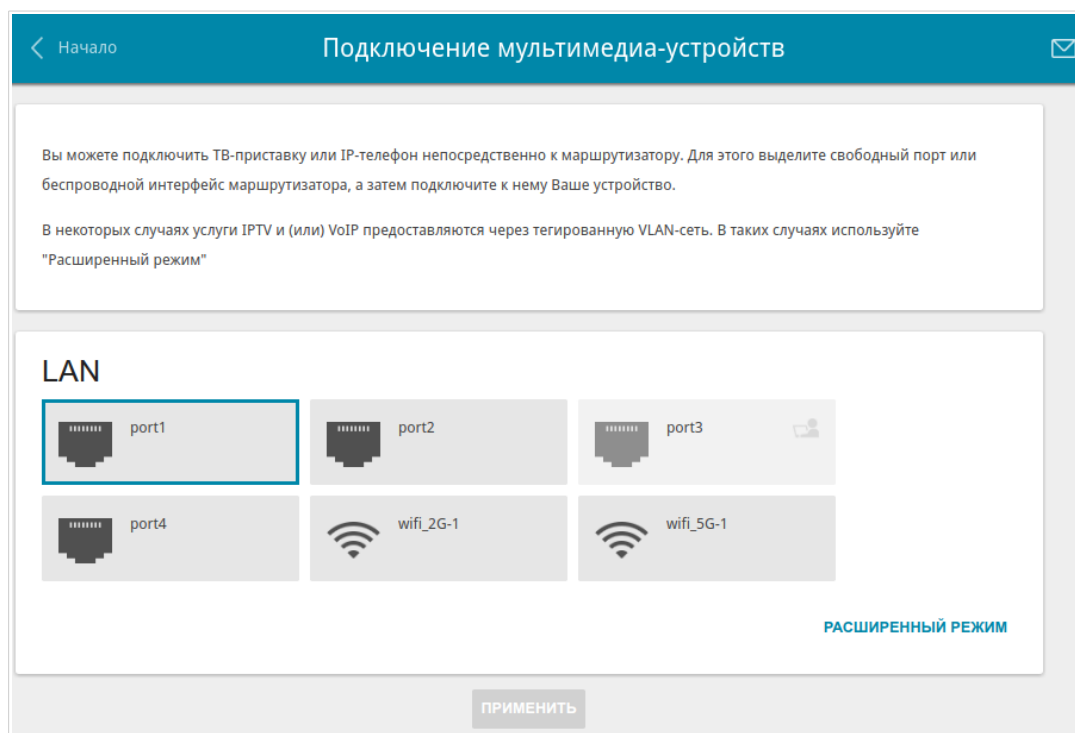 Начало
Подключение мультимедиа-устройств
Вы можете подключить ТВ-приставку или IP-телефон непосредственно к маршрутизатору. Для этого выделите свободный порт или
беспроводной интерфейс маршрутизатора, а затем подключите к нему Ваше устройство.
В некоторых случаях услуги IPTV и (или) VoIP предоставляются через тегированную VLAN-сеть. В таких случаях используйте
"Расширенный режим"
LAN
port1
port2
port3
port4
wifi_2G-1
wifi_5G-1
РАСШИРЕННЫЙ РЕЖИМ
ПРИМЕНИТЬ